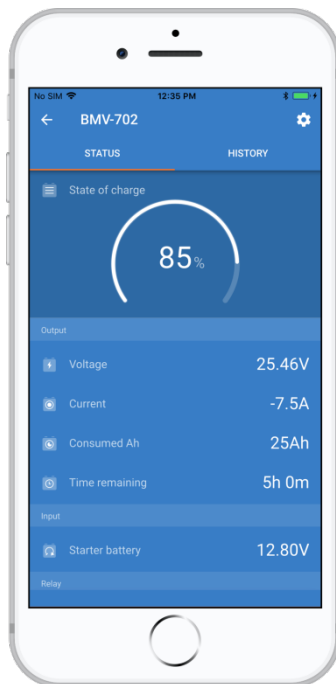 No SIM 12:35 PM
BMV-702
STATUS HISTORY
State of charge
85%
Output
Voltage 25.46V
Current -7.5A
Consumed Ah 25Ah
Time remaining 5h 0m
Input
Starter battery 12.80V
Relay